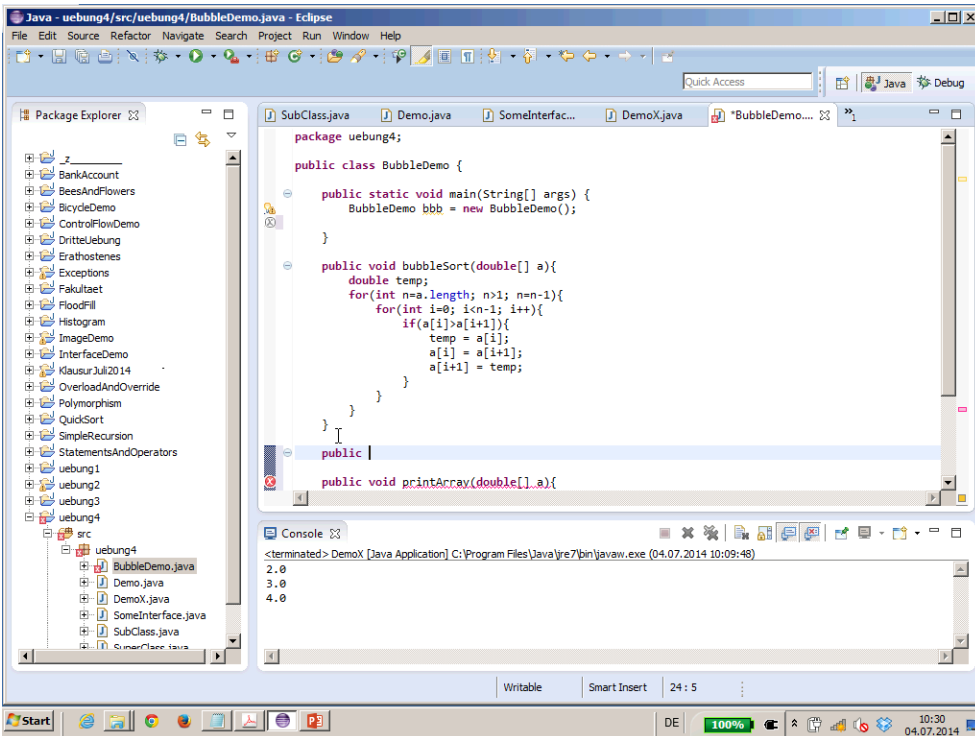 Java - uebung4/src/uebung4/BubbleDemo.java - Eclipse
File Edit Source Refactor Navigate Search Project Run Window Help
Quick Access
Java
Debug
Package Explorer
_z_________
BankAccount
BeesAndFlowers
BicycleDemo
ControlFlowDemo
DritteUebung
Erathostenes
Exceptions
Fakultaet
FloodFill
Histogram
ImageDemo
InterfaceDemo
KlausurJuli2014
OverloadAndOverride
Polymorphism
QuickSort
SimpleRecursion
StatementsAndOperators
uebung1
uebung2
uebung3
uebung4
src
uebung4
BubbleDemo.java
Demo.java
DemoX.java
SomeInterface.java
SubClass.java
SuperClass.java
SubClass.java Demo.java SomeInterfac... DemoX.java *BubbleDemo.... »1
package uebung4;
public class BubbleDemo {
public static void main(String[] args) {
BubbleDemo bbb = new BubbleDemo();
}
public void bubbleSort(double[] a){
double temp;
for(int n=a.length; n>1; n=n-1){
for(int i=0; i<n-1; i++){
if(a[i]>a[i+1]){
temp = a[i];
a[i] = a[i+1];
a[i+1] = temp;
}
}
}
}
public
public void printArray(double[] a){
Console
<terminated> DemoX [Java Application] C:\Program Files\Java\jre7\bin\javaw.exe (04.07.2014 10:09:48)
2.0
3.0
4.0
Writable Smart Insert 24 : 5
Start
DE 100% 10:30
04.07.2014